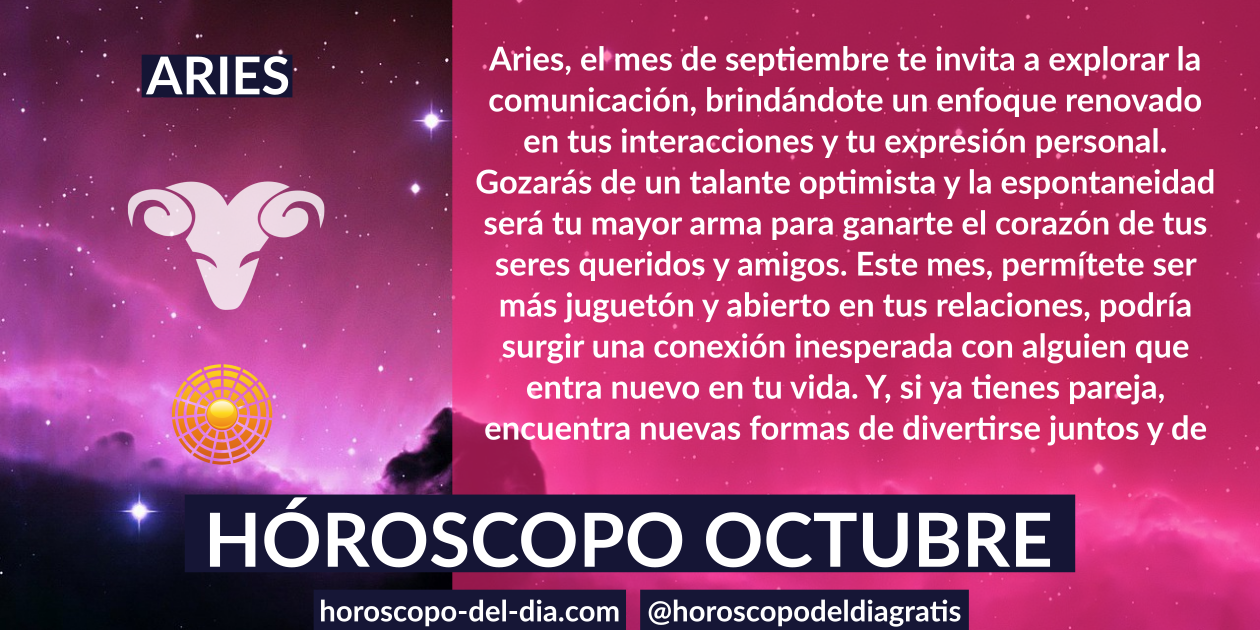 ARIES
Aries, el mes de septiembre te invita a explorar la
comunicación, brindándote un enfoque renovado
en tus interacciones y tu expresión personal.
Gozarás de un talante optimista y la espontaneidad
será tu mayor arma para ganarte el corazón de tus
seres queridos y amigos. Este mes, permítete ser
más juguetón y abierto en tus relaciones, podría
surgir una conexión inesperada con alguien que
entra nuevo en tu vida. Y, si ya tienes pareja,
encuentra nuevas formas de divertirse juntos y de
HÓROSCOPO OCTUBRE
horoscopo-del-dia.com
@horoscopodeldiagratis